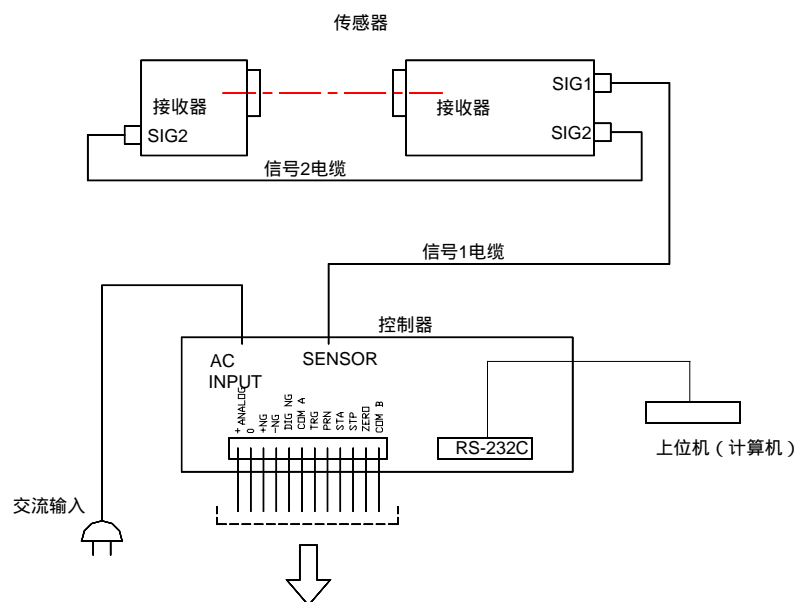 传感器
接收器
SIG2
接收器
SIG1
SIG2
信号2电缆
信号1电缆
控制器
AC
INPUT
SENSOR
+ ANALOG
0
+NG
-NG
DIG NG
COM A
TRG
PRN
STA
STP
ZERO
COM B
RS-232C
上位机（计算机）
交流输入